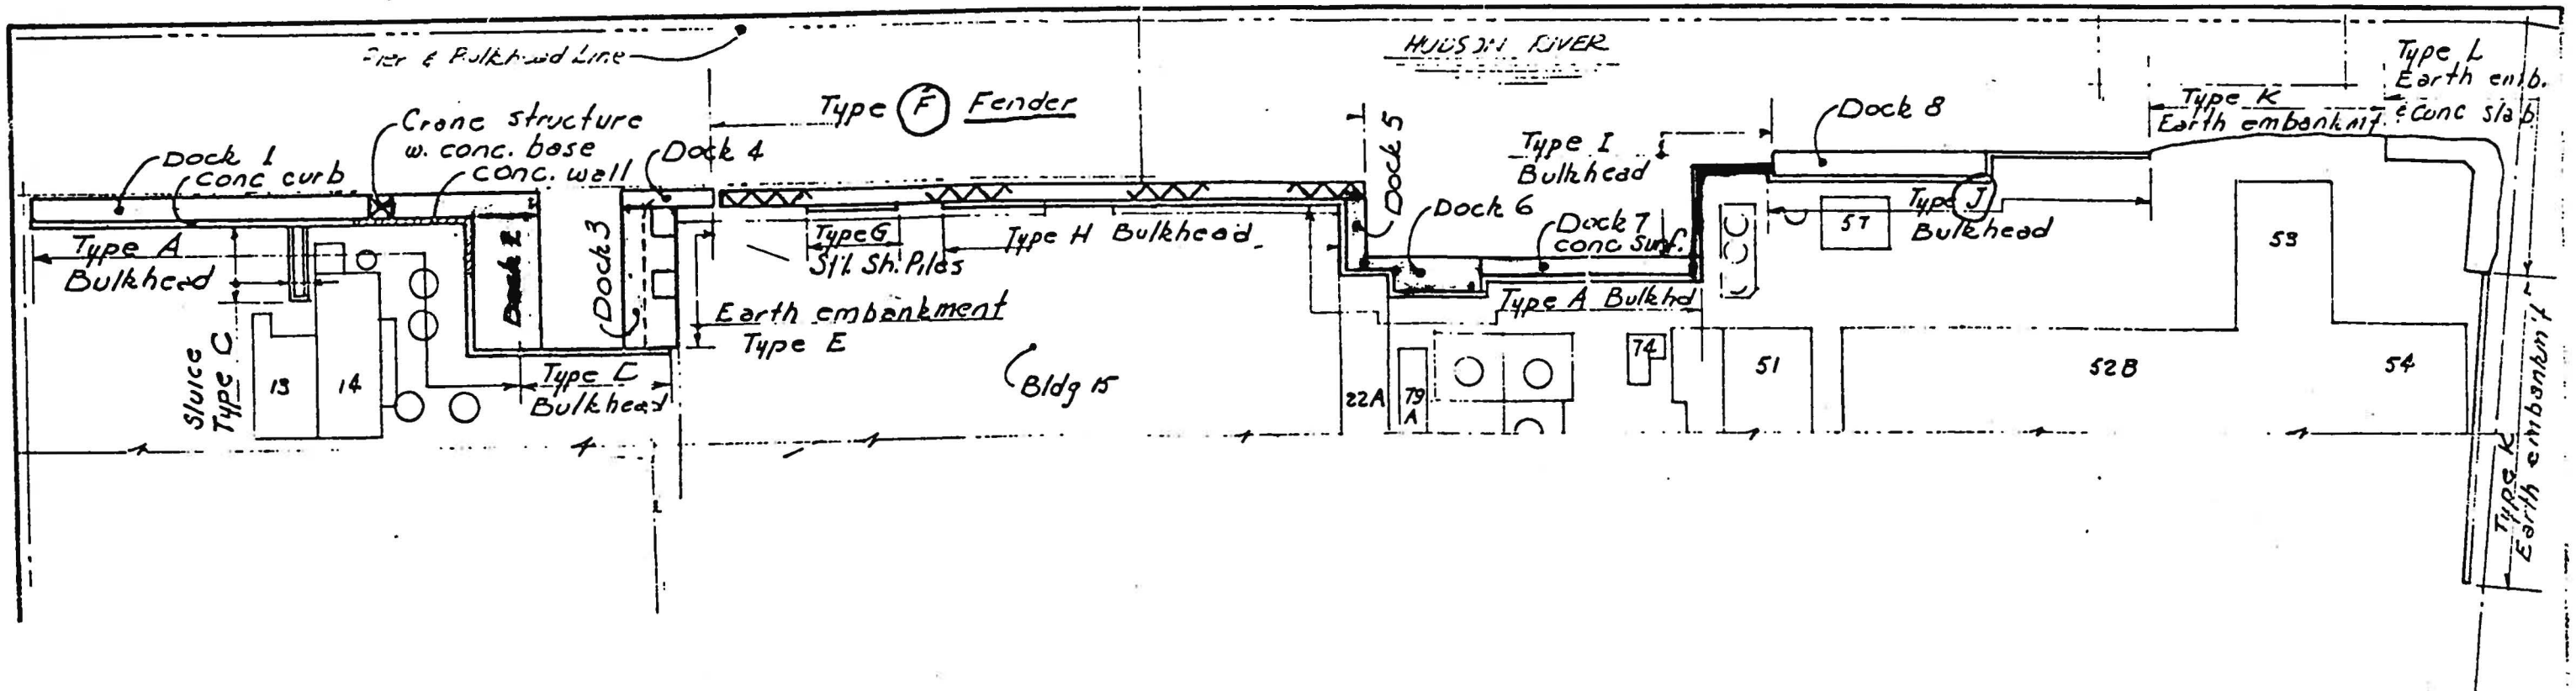 Pier & Bulkhead Line
HUDSON RIVER
Type F Fender
Type L
Earth emb.
& conc slab
Type K
Earth embankm't.
Crane structure
w. conc. base
conc. wall
Dock 1
conc curb
Dock 4
Dock 5
Type I
Bulkhead
Dock 8
Type A
Bulkhead
Dock 2
Dock 3
Type G
Stl. Sh. Piles
Type H Bulkhead
Dock 6
Dock 7
conc surf.
Type J
Bulkhead
57
53
Earth embankment
Type E
Type A Bulkhd
Sluice
Type C
13
14
Type C
Bulkhead
Bldg 15
22A
79
A
74
51
52B
54
Type K
Earth embankm't